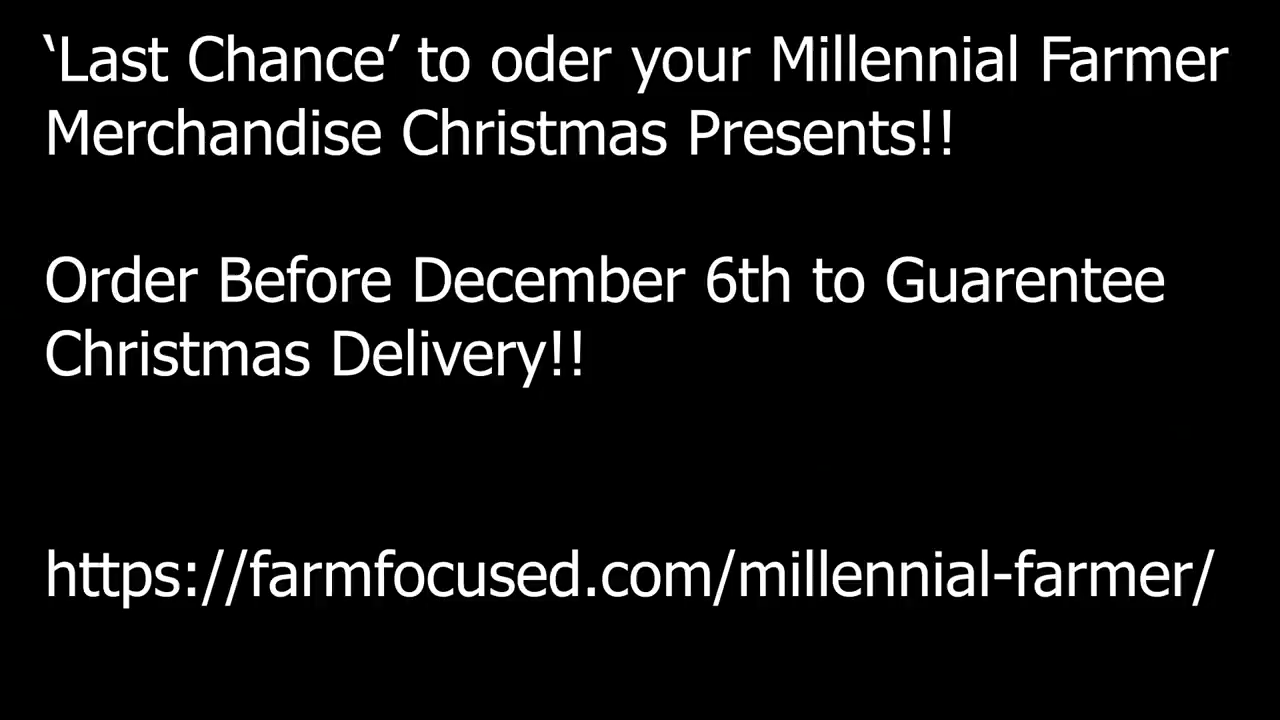 ‘Last Chance’ to oder your Millennial Farmer
Merchandise Christmas Presents!!
Order Before December 6th to Guarentee
Christmas Delivery!!
https://farmfocused.com/millennial-farmer/